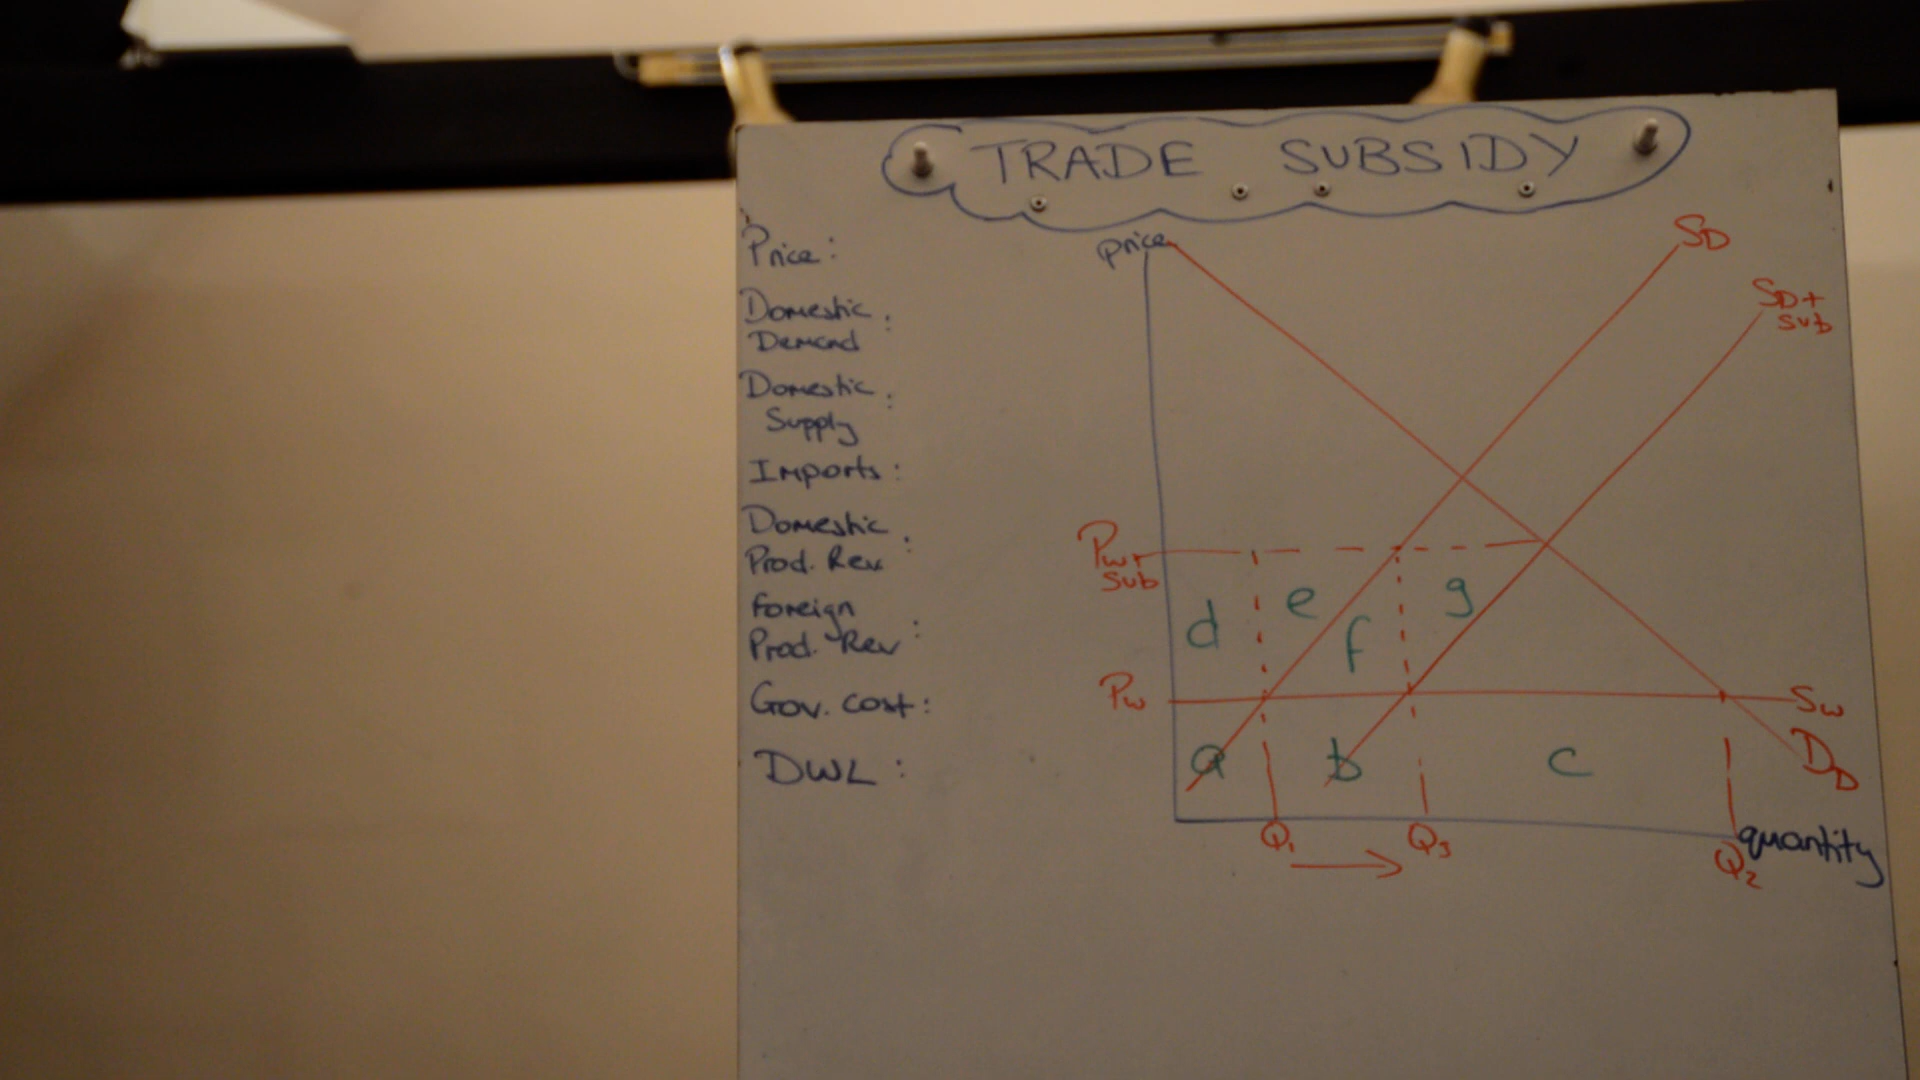 TRADE SUBSIDY
Price:
Domestic
Demand :
Domestic
Supply :
Imports:
Domestic
Prod. Rev :
Foreign
Prod. Rev :
Gov. cost:
DWL:
price
SD
SD+
sub
Pw+
sub
d
e
f
g
Pw
Sw
DD
a
b
c
Q1
Q3
Q2
quantity